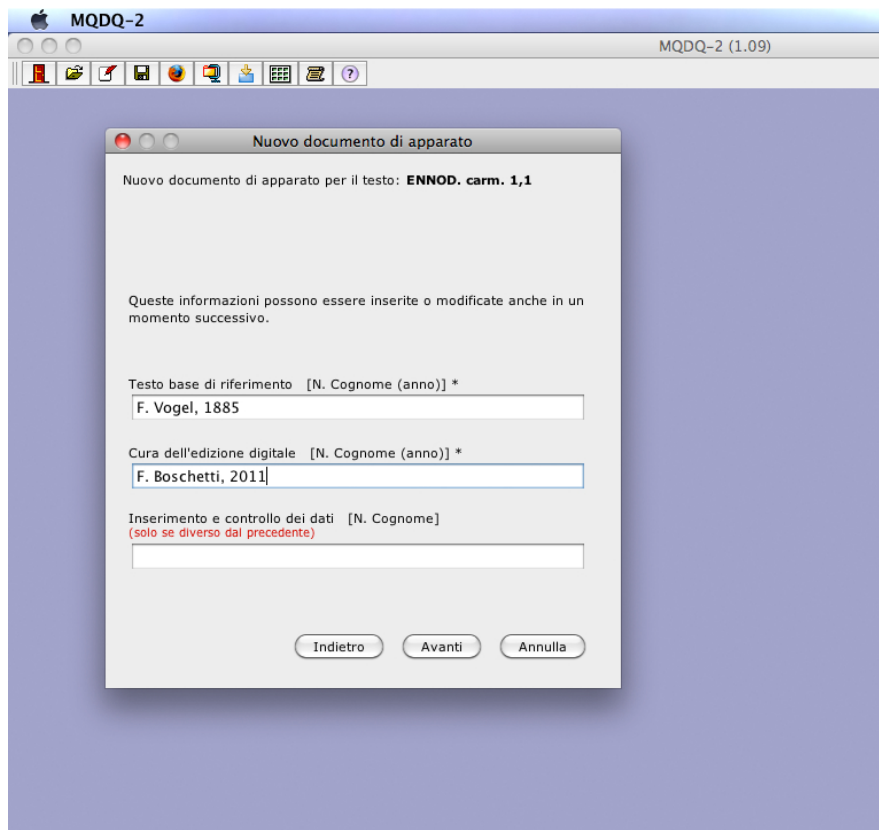 MQDQ-2
MQDQ-2 (1.09)
?
Nuovo documento di apparato
Nuovo documento di apparato per il testo: ENNOD. carm. 1,1
Queste informazioni possono essere inserite o modificate anche in un
momento successivo.
Testo base di riferimento [N. Cognome (anno)] *
F. Vogel, 1885
Cura dell'edizione digitale [N. Cognome (anno)] *
F. Boschetti, 2011
Inserimento e controllo dei dati [N. Cognome]
(solo se diverso dal precedente)
Indietro Avanti Annulla